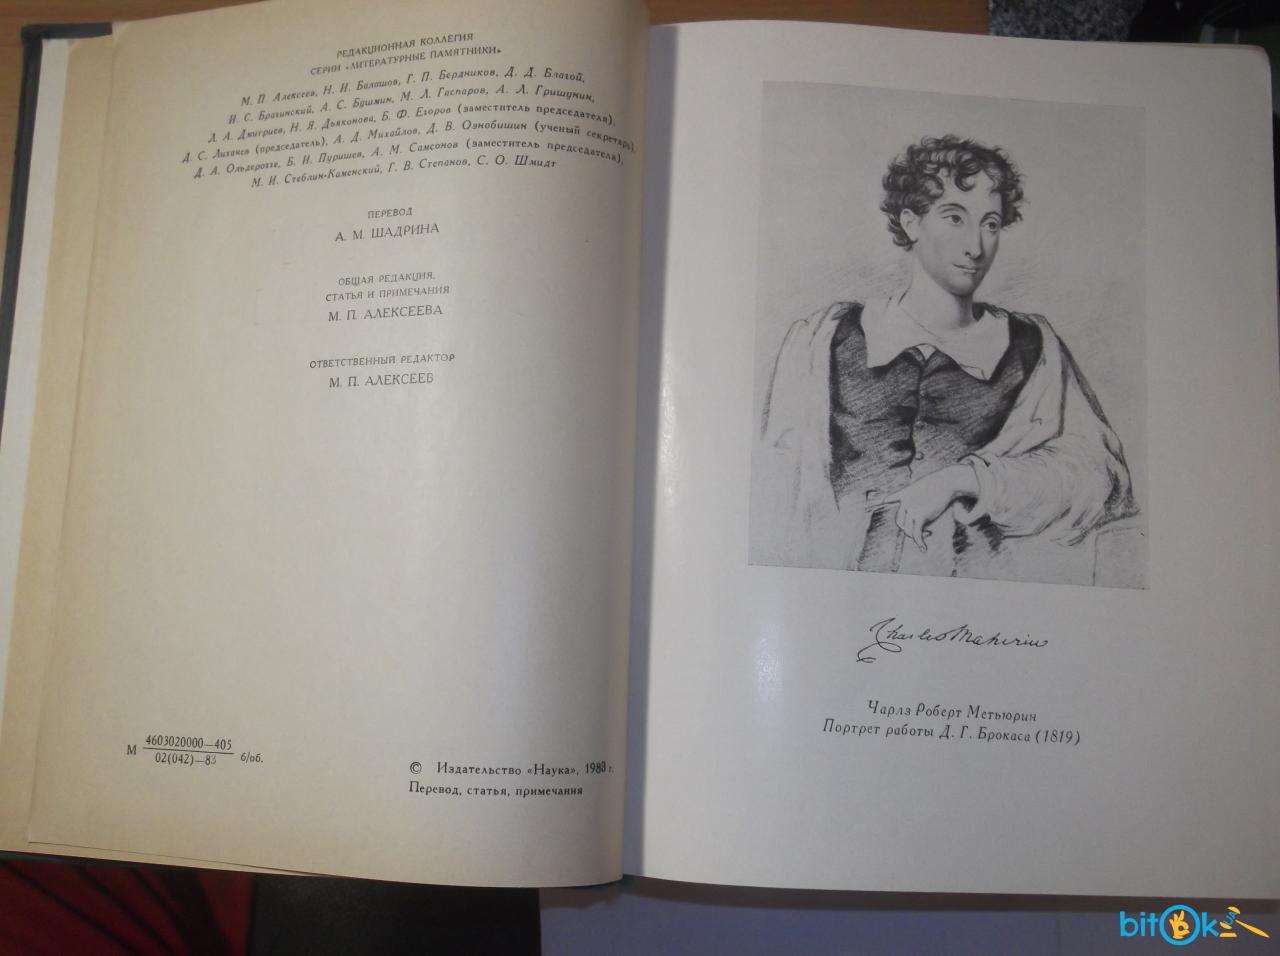 РЕДАКЦИОННАЯ КОЛЛЕГИЯ
СЕРИИ «ЛИТЕРАТУРНЫЕ ПАМЯТНИКИ»
М. П. Алексеев, Н. И. Балашов, Г. П. Бердников, Д. Д. Благой,
И. С. Брагинский, А. С. Бушмин, М. Л. Гаспаров, А. Л. Гришунин,
Л. А. Дмитриев, Н. Я. Дьяконова, Б. Ф. Егоров (заместитель председателя),
Д. С. Лихачев (председатель), А. Д. Михайлов, Д. В. Ознобишин (ученый секретарь),
Д. А. Ольдерогге, Б. И. Пуришев, А. М. Самсонов (заместитель председателя),
М. И. Стеблин-Каменский, Г. В. Степанов, С. О. Шмидт
ПЕРЕВОД
А. М. ШАДРИНА
ОБЩАЯ РЕДАКЦИЯ,
СТАТЬЯ И ПРИМЕЧАНИЯ
М. П. АЛЕКСЕЕВА
ОТВЕТСТВЕННЫЙ РЕДАКТОР
М. П. АЛЕКСЕЕВ
М 4603020000—405
02(042)—83 б/об.
© Издательство «Наука», 1983 г.
Перевод, статья, примечания
Charles Maturin
Чарлз Роберт Метьюрин
Портрет работы Д. Г. Брокаса (1819)
bitOk
UA